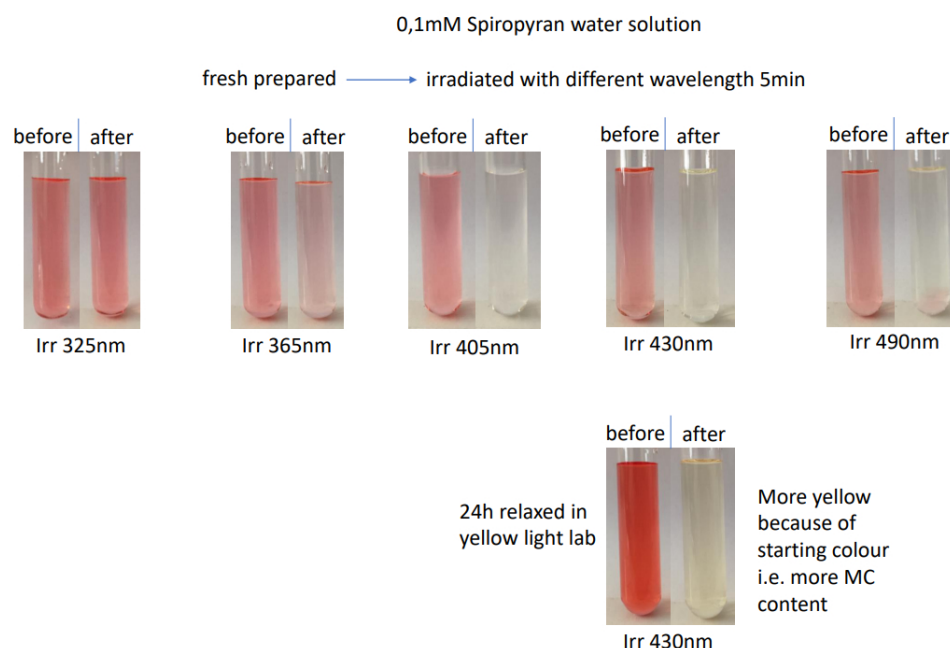 0,1mM Spiropyran water solution
fresh prepared
irradiated with different wavelength 5min
before after
before after
before after
before after
before after
Irr 325nm
Irr 365nm
Irr 405nm
Irr 430nm
Irr 490nm
before after
24h relaxed in
yellow light lab
More yellow
because of
starting colour
i.e. more MC
content
Irr 430nm